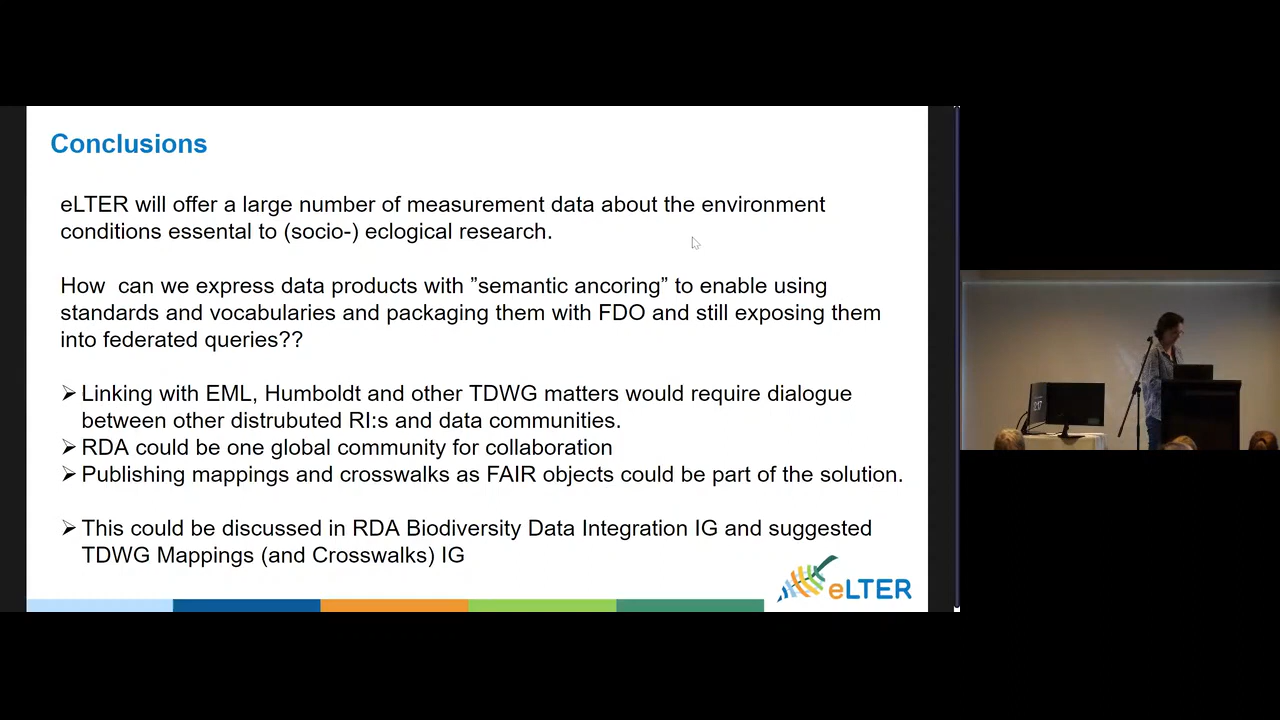 Conclusions
eLTER will offer a large number of measurement data about the environment
conditions essental to (socio-) eclogical research.
How can we express data products with ”semantic ancoring” to enable using
standards and vocabularies and packaging them with FDO and still exposing them
into federated queries??
Linking with EML, Humboldt and other TDWG matters would require dialogue
between other distrubuted RI:s and data communities.
RDA could be one global community for collaboration
Publishing mappings and crosswalks as FAIR objects could be part of the solution.
This could be discussed in RDA Biodiversity Data Integration IG and suggested
TDWG Mappings (and Crosswalks) IG
eLTER